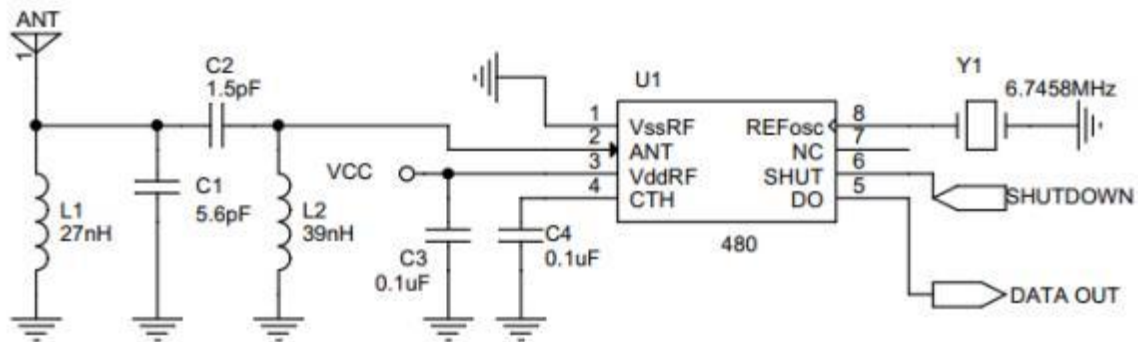 ANT
1
C2
1.5pF
C1
5.6pF
L1
27nH
L2
39nH
VCC
C3
0.1uF
C4
0.1uF
U1
1
2
3
4
VssRF
ANT
VddRF
CTH
REFosc
NC
SHUT
DO
8
7
6
5
480
Y1
6.7458MHz
SHUTDOWN
DATA OUT